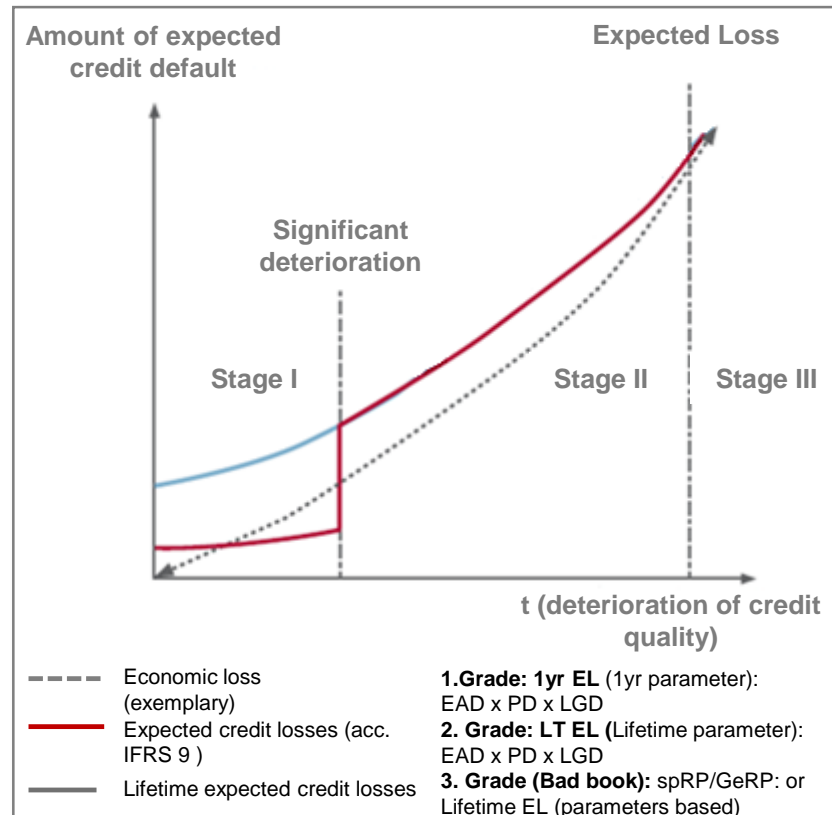 Amount of expected
credit default
Expected Loss
Significant
deterioration
Stage I
Stage II
Stage III
t (deterioration of credit
quality)
Economic loss
(exemplary)
Expected credit losses (acc.
IFRS 9 )
Lifetime expected credit losses
1.Grade: 1yr EL (1yr parameter):
EAD x PD x LGD
2. Grade: LT EL (Lifetime parameter):
EAD x PD x LGD
3. Grade (Bad book): spRP/GeRP: or
Lifetime EL (parameters based)